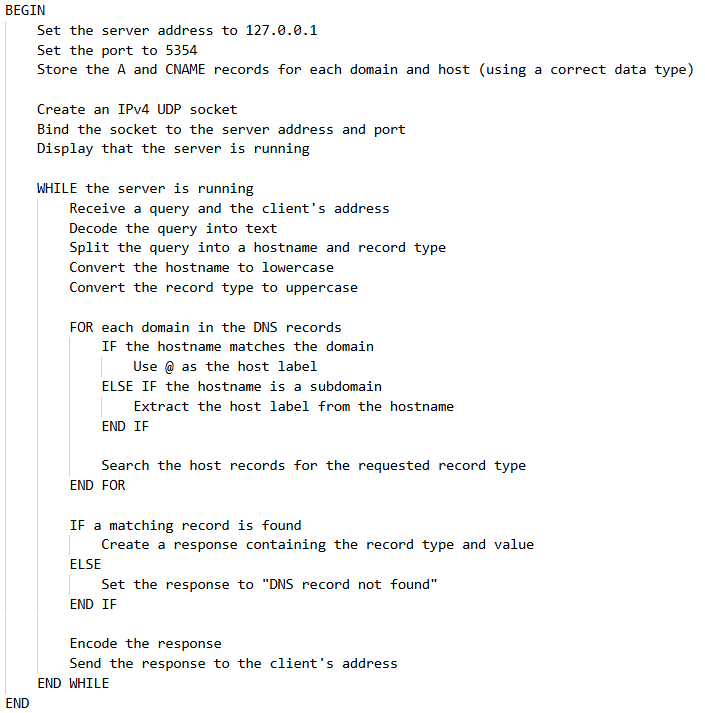 BEGIN
Set the server address to 127.0.0.1
Set the port to 5354
Store the A and CNAME records for each domain and host (using a correct data type)
Create an IPv4 UDP socket
Bind the socket to the server address and port
Display that the server is running
WHILE the server is running
Receive a query and the client's address
Decode the query into text
Split the query into a hostname and record type
Convert the hostname to lowercase
Convert the record type to uppercase
FOR each domain in the DNS records
IF the hostname matches the domain
Use @ as the host label
ELSE IF the hostname is a subdomain
Extract the host label from the hostname
END IF
Search the host records for the requested record type
END FOR
IF a matching record is found
Create a response containing the record type and value
ELSE
Set the response to "DNS record not found"
END IF
Encode the response
Send the response to the client's address
END WHILE
END